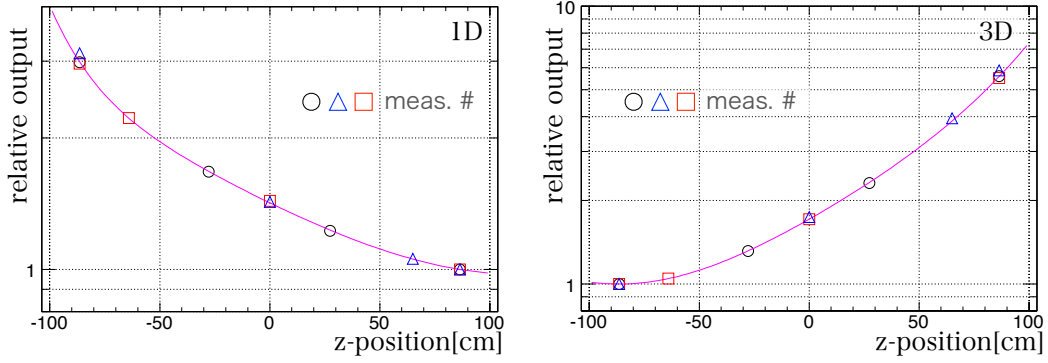 relative output
1D
meas. #
1
-100 -50 0 50 100
z-position[cm]
relative output
10
3D
meas. #
1
-100 -50 0 50 100
z-position[cm]